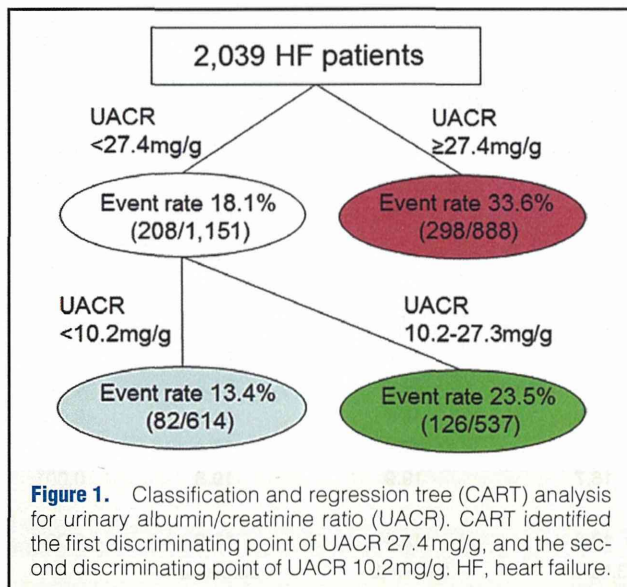 2,039 HF patients
UACR
<27.4mg/g
UACR
≥27.4mg/g
Event rate 18.1%
(208/1,151)
Event rate 33.6%
(298/888)
UACR
<10.2mg/g
UACR
10.2-27.3mg/g
Event rate 13.4%
(82/614)
Event rate 23.5%
(126/537)
Figure 1. Classification and regression tree (CART) analysis
for urinary albumin/creatinine ratio (UACR). CART identified
the first discriminating point of UACR 27.4 mg/g, and the sec-
ond discriminating point of UACR 10.2 mg/g. HF, heart failure.